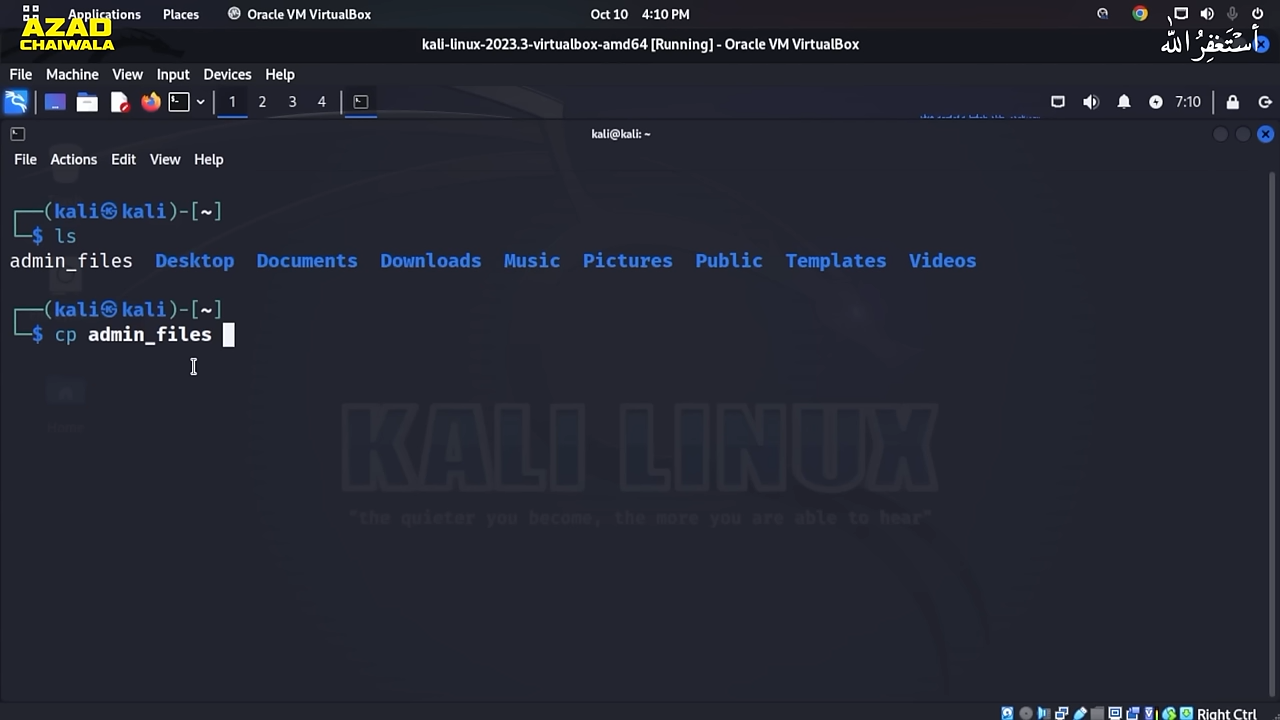 Applications Places Oracle VM VirtualBox Oct 10 4:10 PM
AZAD
CHAIWALA
أستغفر الله
kali-linux-2023.3-virtualbox-amd64 [Running] - Oracle VM VirtualBox
File Machine View Input Devices Help
1 2 3 4 7:10
kali@kali: ~
File Actions Edit View Help
┌──(kali㉿kali)-[~]
└─$ ls
admin_files Desktop Documents Downloads Music Pictures Public Templates Videos
┌──(kali㉿kali)-[~]
└─$ cp admin_files
KALI LINUX
"the quieter you become, the more you are able to hear"
Right Ctrl